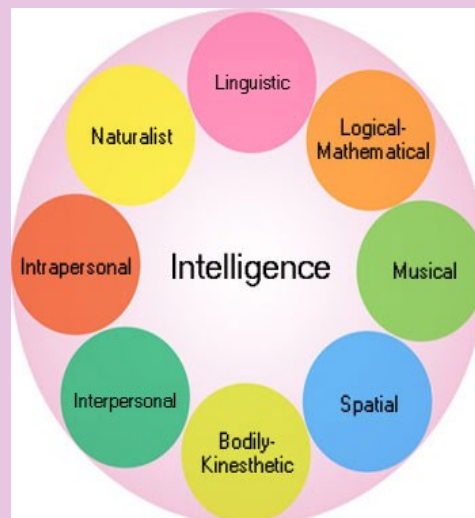 Linguistic
Logical-
Mathematical
Naturalist
Intrapersonal
Intelligence
Musical
Interpersonal
Spatial
Bodily-
Kinesthetic